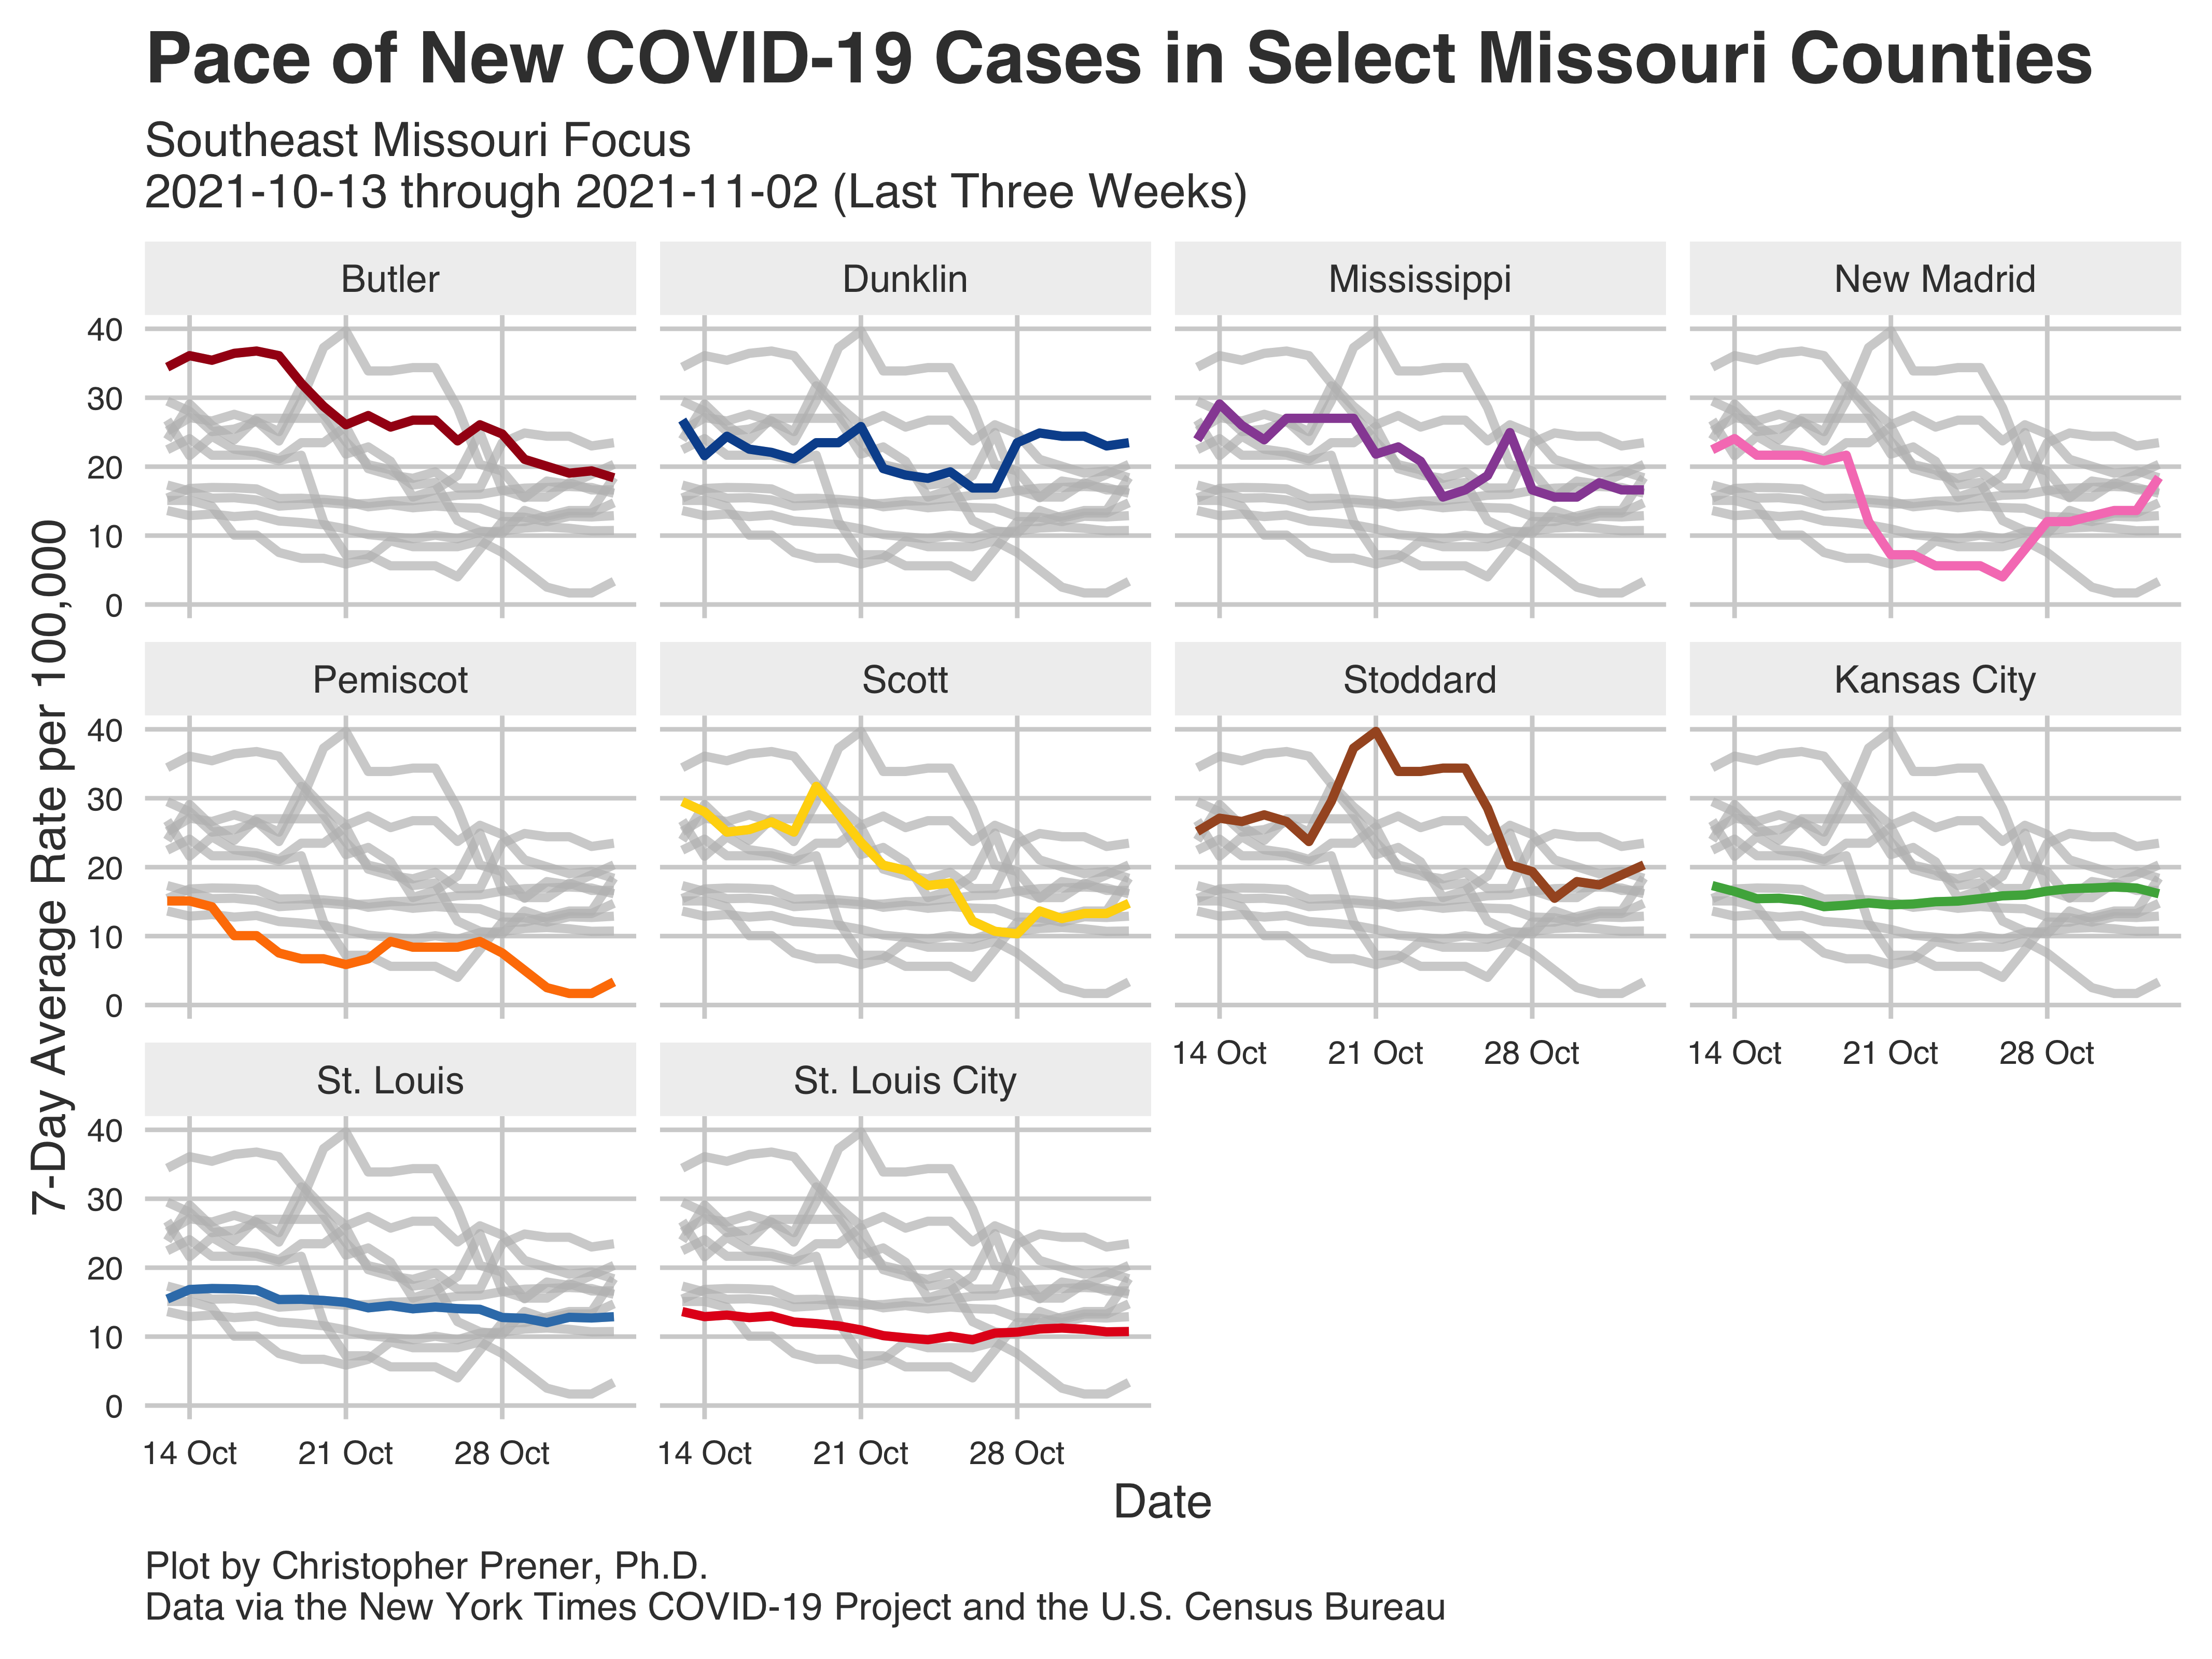 Pace of New COVID-19 Cases in Select Missouri Counties
Southeast Missouri Focus
2021-10-13 through 2021-11-02 (Last Three Weeks)
7-Day Average Rate per 100,000
Butler
Dunklin
Mississippi
New Madrid
40
30
20
10
0
Pemiscot
Scott
Stoddard
Kansas City
40
30
20
10
0
14 Oct
21 Oct
28 Oct
14 Oct
21 Oct
28 Oct
St. Louis
St. Louis City
40
30
20
10
0
14 Oct
21 Oct
28 Oct
14 Oct
21 Oct
28 Oct
Date
Plot by Christopher Prener, Ph.D.
Data via the New York Times COVID-19 Project and the U.S. Census Bureau